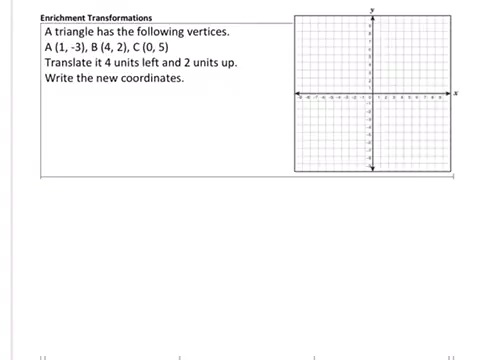 Enrichment Transformations
A triangle has the following vertices.
A (1, -3), B (4, 2), C (0, 5)
Translate it 4 units left and 2 units up.
Write the new coordinates.
y
x